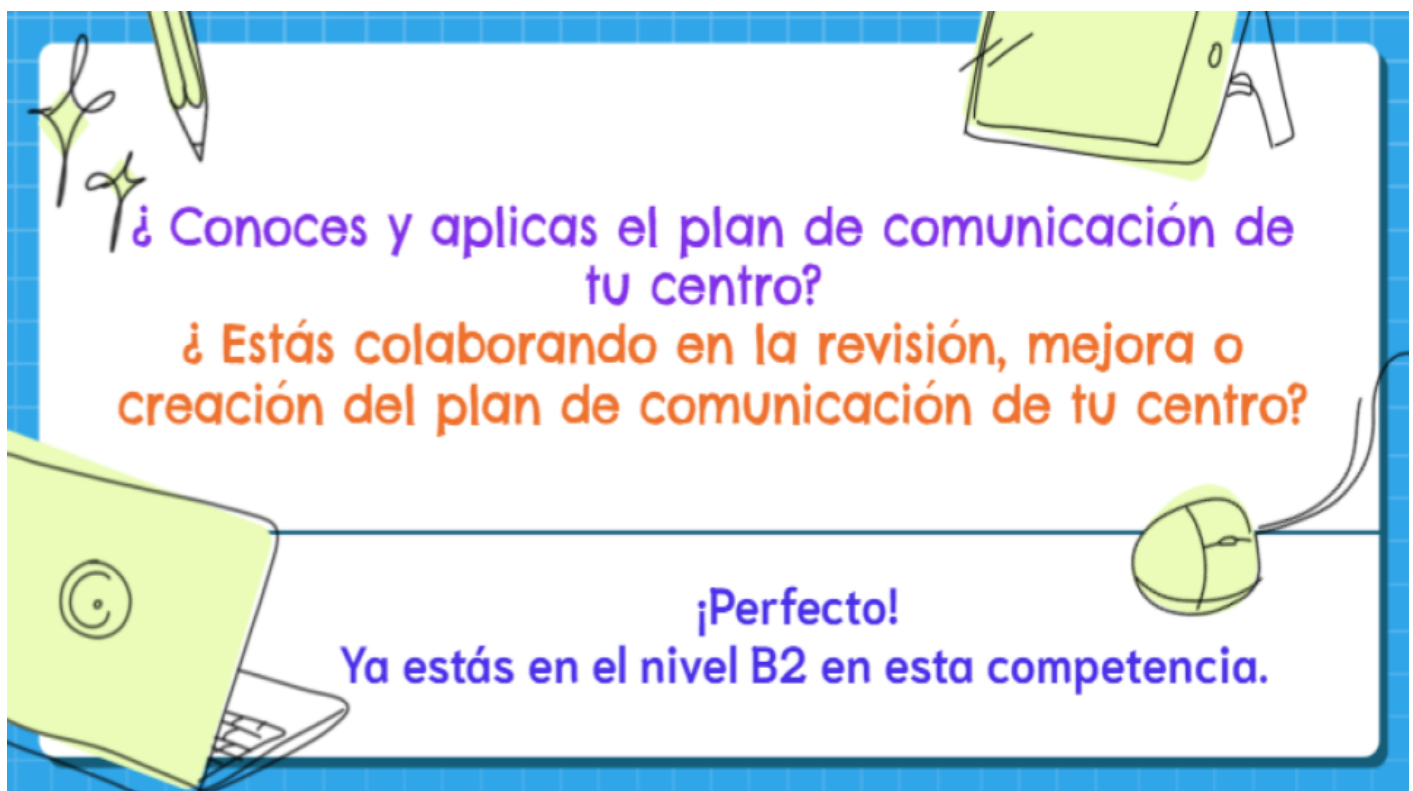 ¿ Conoces y aplicas el plan de comunicación de
tu centro?
¿ Estás colaborando en la revisión, mejora o
creación del plan de comunicación de tu centro?
¡Perfecto!
Ya estás en el nivel B2 en esta competencia.